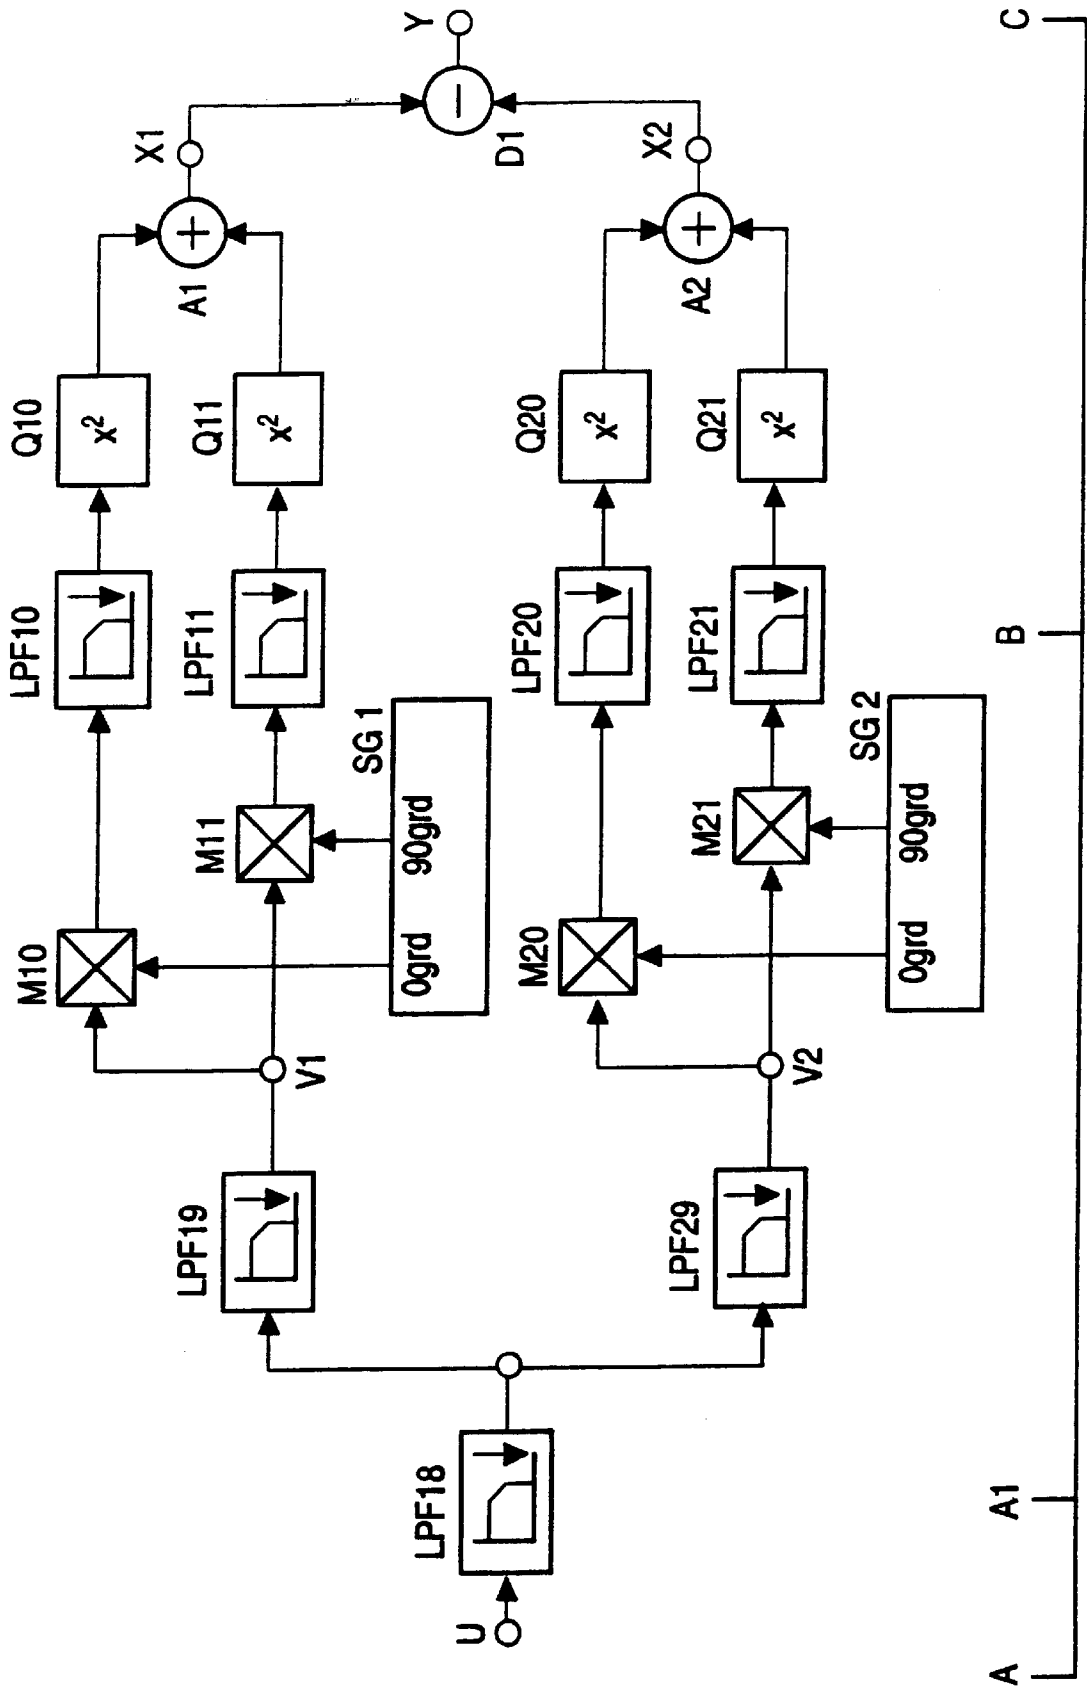 U
LPF18
LPF19
V1
M10
M11
0grd
90grd
SG 1
LPF10
LPF11
Q10
x²
Q11
x²
A1
+
X1
LPF29
V2
M20
M21
0grd
90grd
SG 2
LPF20
LPF21
Q20
x²
Q21
x²
A2
+
X2
D1
−
Y
A
A1
B
C